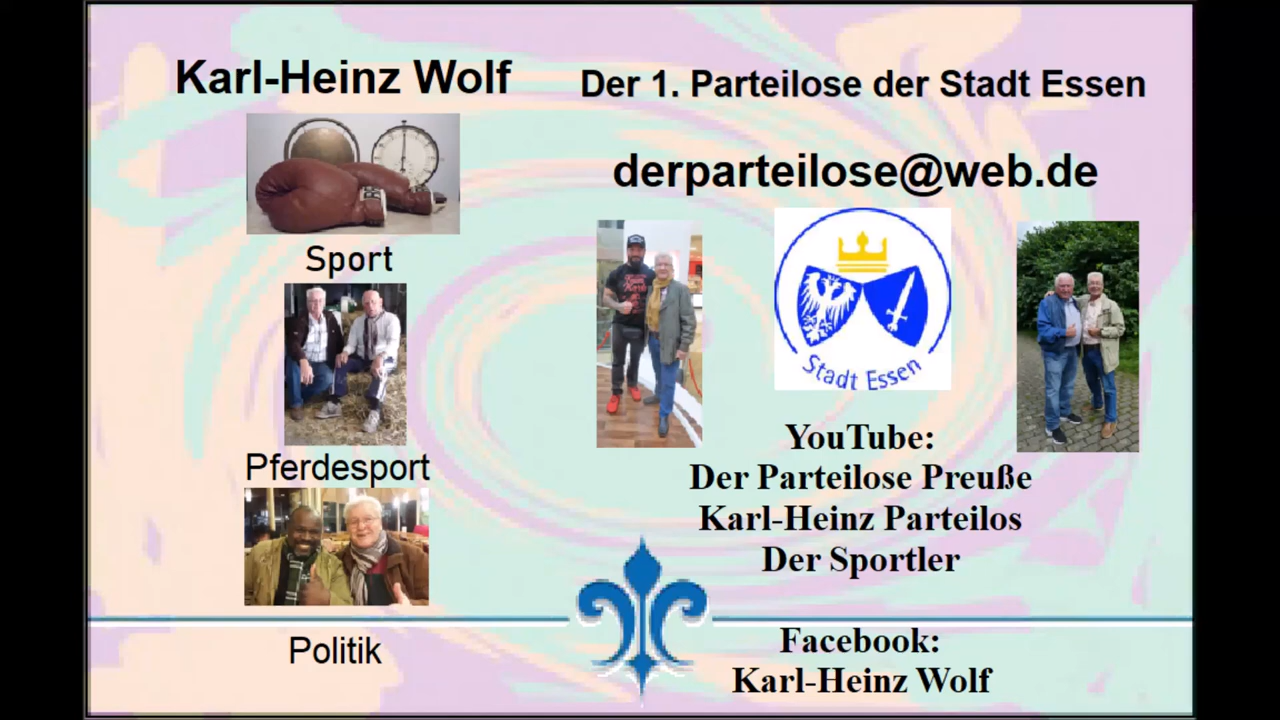 Karl-Heinz Wolf
Der 1. Parteilose der Stadt Essen
derparteilose@web.de
Sport
Pferdesport
Politik
Stadt Essen
YouTube:
Der Parteilose Preuße
Karl-Heinz Parteilos
Der Sportler
Facebook:
Karl-Heinz Wolf